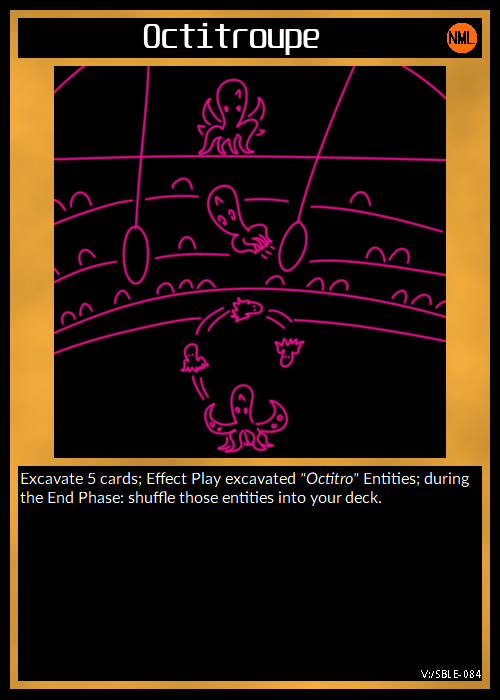 Octitroupe
NML
Excavate 5 cards; Effect Play excavated "Octitro" Entities; during
the End Phase: shuffle those entities into your deck.
V:/SBLE-084